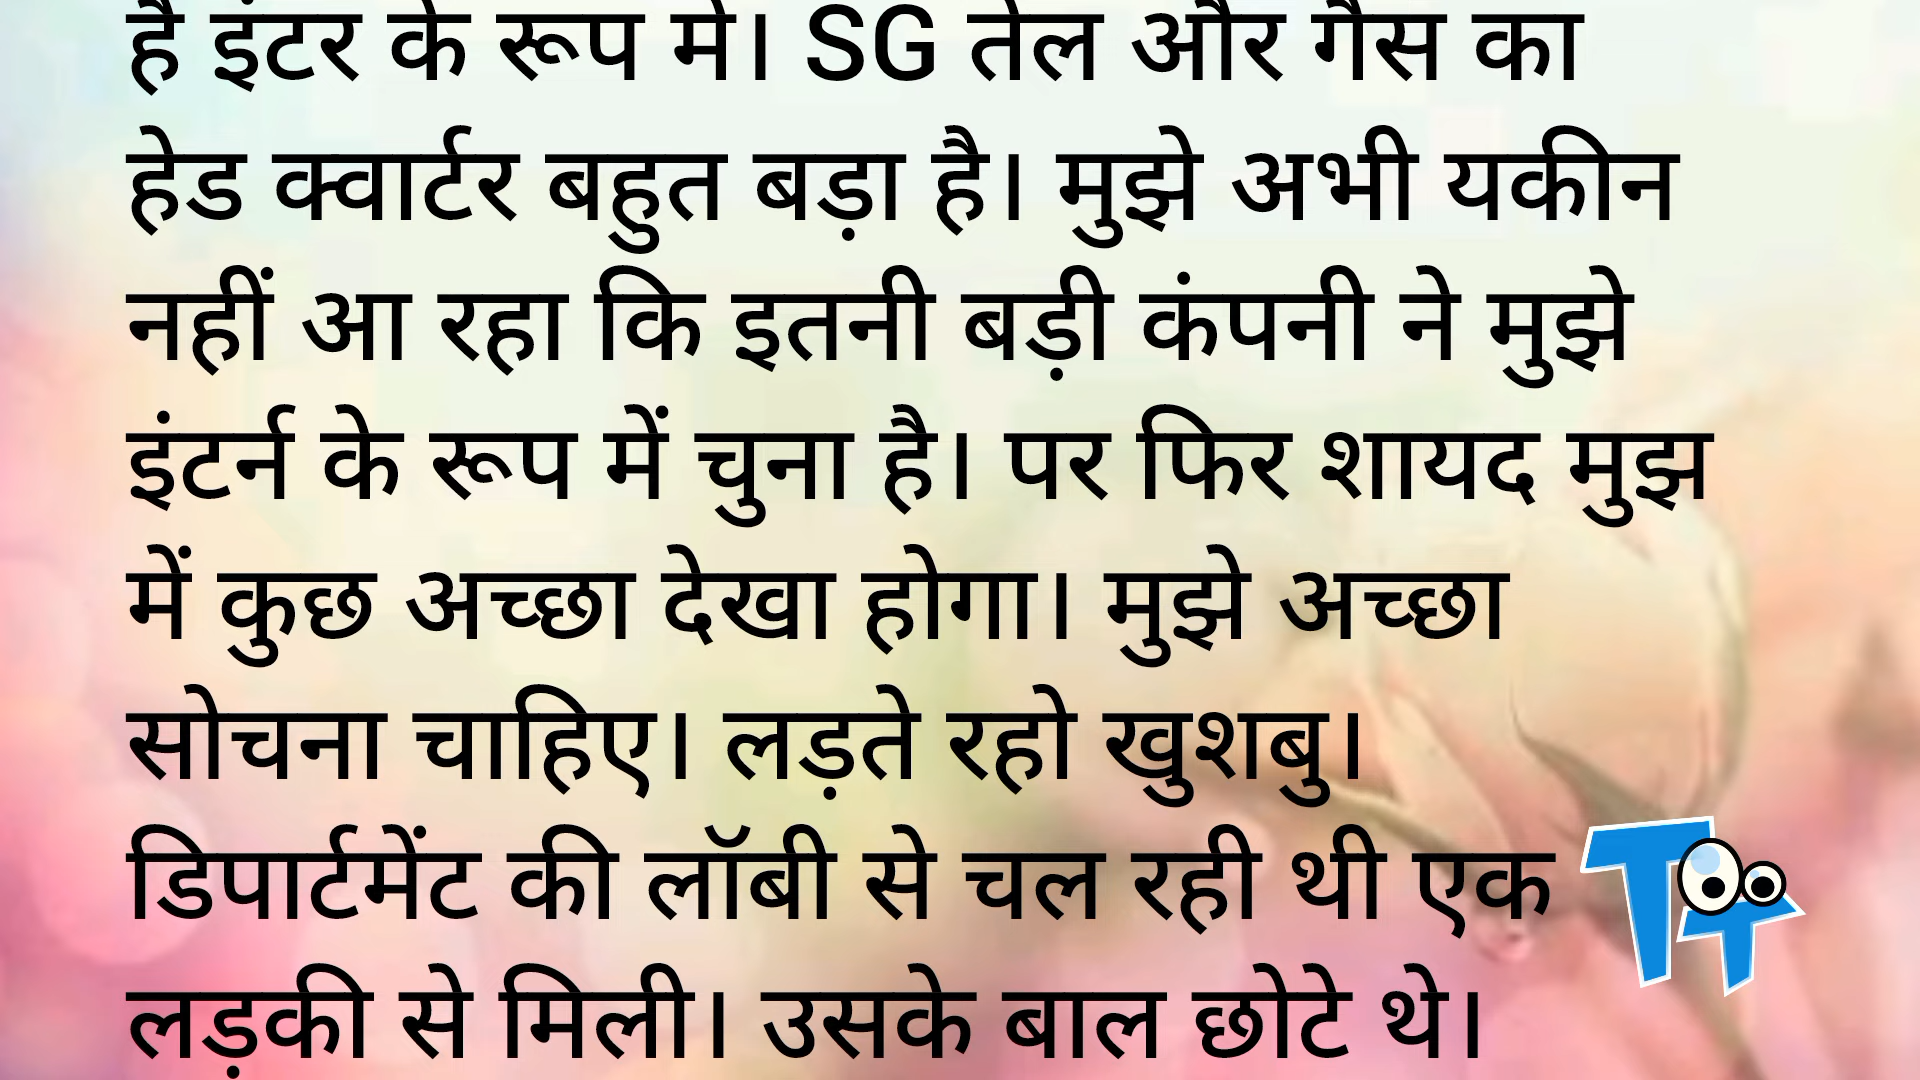 है इंटर के रूप में। SG तेल और गैस का
हेड क्वार्टर बहुत बड़ा है। मुझे अभी यकीन
नहीं आ रहा कि इतनी बड़ी कंपनी ने मुझे
इंटर्न के रूप में चुना है। पर फिर शायद मुझ
में कुछ अच्छा देखा होगा। मुझे अच्छा
सोचना चाहिए। लड़ते रहो खुशबु।
डिपार्टमेंट की लॉबी से चल रही थी एक
लड़की से मिली। उसके बाल छोटे थे।
TT